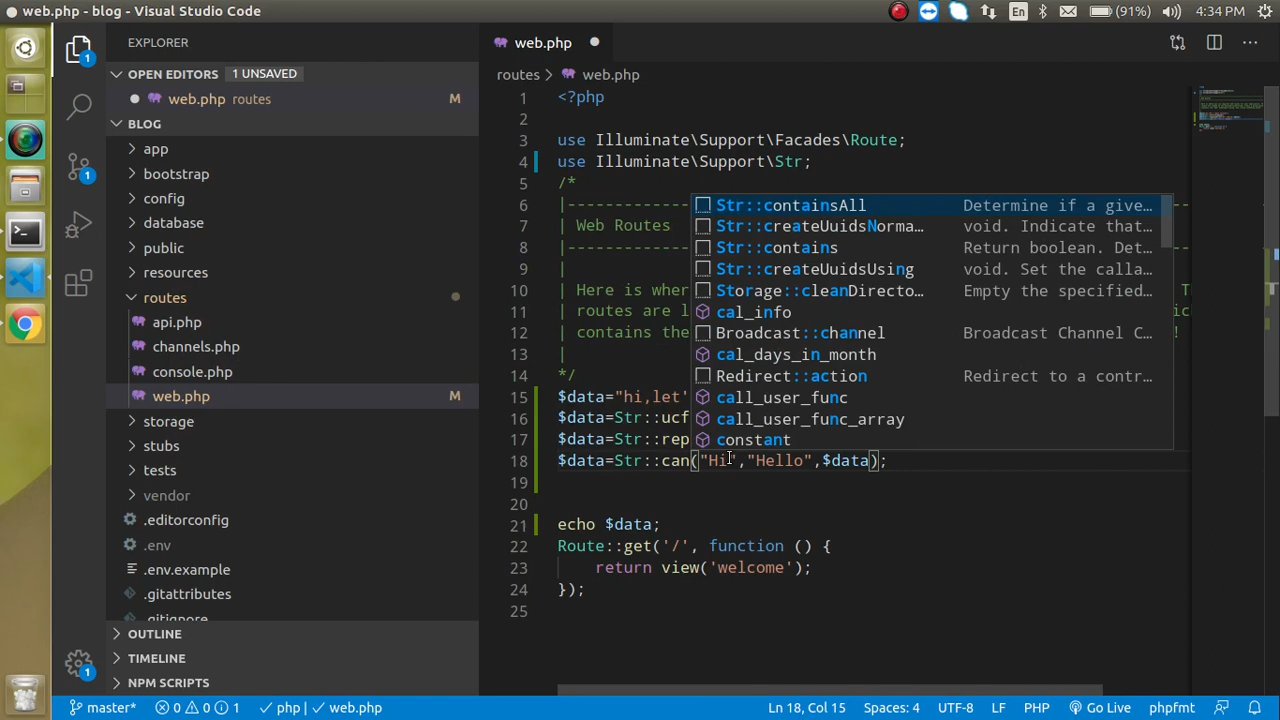 web.php - blog - Visual Studio Code
En
(91%)
4:34 PM
EXPLORER
OPEN EDITORS 1 UNSAVED
web.php routes M
BLOG
app
bootstrap
config
database
public
resources
routes
api.php
channels.php
console.php
web.php M
storage
stubs
tests
.editorconfig
.env
.env.example
.gitattributes
.gitignore
OUTLINE
TIMELINE
NPM SCRIPTS
1
1
1
1
web.php
routes > web.php
1 <?php
2
3 use Illuminate\Support\Facades\Route;
4 use Illuminate\Support\Str;
5 /*
6 |-------------
7 | Web Routes
8 |-------------
9 |
10 | Here is wher
11 | routes are l
12 | contains the
13 |
14 */
15 $data="hi,let'
16 $data=Str::ucf
17 $data=Str::rep
18 $data=Str::can("Hi","Hello",$data);
19
20
21 echo $data;
22 Route::get('/', function () {
23 return view('welcome');
24 });
25
Str::containsAll Determine if a give…
Str::createUuidsNorma… void. Indicate that…
Str::contains Return boolean. Det…
Str::createUuidsUsing void. Set the calla…
Storage::cleanDirecto… Empty the specified…
cal_info
Broadcast::channel Broadcast Channel C…
cal_days_in_month
Redirect::action Redirect to a contr…
call_user_func
call_user_func_array
constant
master*
0 0 1
php | web.php
Ln 18, Col 15
Spaces: 4
UTF-8
LF
PHP
Go Live
phpfmt